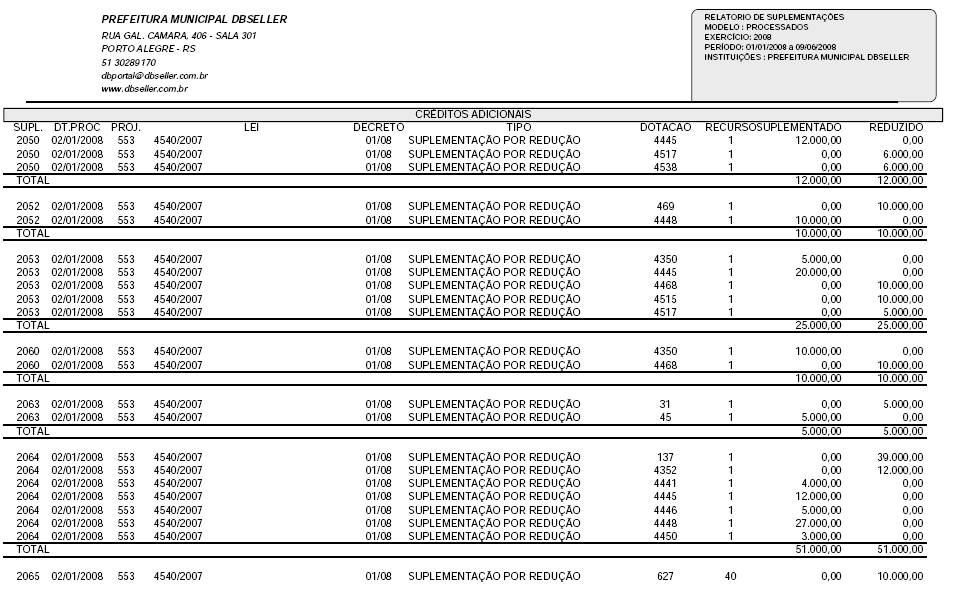 PREFEITURA MUNICIPAL DBSELLER
RUA GAL. CAMARA, 406 - SALA 301
PORTO ALEGRE - RS
51 30289170
dbportal@dbseller.com.br
www.dbseller.com.br
RELATORIO DE SUPLEMENTAÇÕES
MODELO : PROCESSADOS
EXERCÍCIO: 2008
PERÍODO: 01/01/2008 a 09/06/2008
INSTITUIÇÕES : PREFEITURA MUNICIPAL DBSELLER
CRÉDITOS ADICIONAIS
SUPL. DT.PROC PROJ. LEI DECRETO TIPO DOTACAO RECURSOSUPLEMENTADO REDUZIDO
2050 02/01/2008 553 4540/2007 01/08 SUPLEMENTAÇÃO POR REDUÇÃO 4445 1 12.000,00 0,00
2050 02/01/2008 553 4540/2007 01/08 SUPLEMENTAÇÃO POR REDUÇÃO 4517 1 0,00 6.000,00
2050 02/01/2008 553 4540/2007 01/08 SUPLEMENTAÇÃO POR REDUÇÃO 4538 1 0,00 6.000,00
TOTAL 12.000,00 12.000,00
2052 02/01/2008 553 4540/2007 01/08 SUPLEMENTAÇÃO POR REDUÇÃO 469 1 0,00 10.000,00
2052 02/01/2008 553 4540/2007 01/08 SUPLEMENTAÇÃO POR REDUÇÃO 4448 1 10.000,00 0,00
TOTAL 10.000,00 10.000,00
2053 02/01/2008 553 4540/2007 01/08 SUPLEMENTAÇÃO POR REDUÇÃO 4350 1 5.000,00 0,00
2053 02/01/2008 553 4540/2007 01/08 SUPLEMENTAÇÃO POR REDUÇÃO 4445 1 20.000,00 0,00
2053 02/01/2008 553 4540/2007 01/08 SUPLEMENTAÇÃO POR REDUÇÃO 4468 1 0,00 10.000,00
2053 02/01/2008 553 4540/2007 01/08 SUPLEMENTAÇÃO POR REDUÇÃO 4515 1 0,00 10.000,00
2053 02/01/2008 553 4540/2007 01/08 SUPLEMENTAÇÃO POR REDUÇÃO 4517 1 0,00 5.000,00
TOTAL 25.000,00 25.000,00
2060 02/01/2008 553 4540/2007 01/08 SUPLEMENTAÇÃO POR REDUÇÃO 4350 1 10.000,00 0,00
2060 02/01/2008 553 4540/2007 01/08 SUPLEMENTAÇÃO POR REDUÇÃO 4468 1 0,00 10.000,00
TOTAL 10.000,00 10.000,00
2063 02/01/2008 553 4540/2007 01/08 SUPLEMENTAÇÃO POR REDUÇÃO 31 1 0,00 5.000,00
2063 02/01/2008 553 4540/2007 01/08 SUPLEMENTAÇÃO POR REDUÇÃO 45 1 5.000,00 0,00
TOTAL 5.000,00 5.000,00
2064 02/01/2008 553 4540/2007 01/08 SUPLEMENTAÇÃO POR REDUÇÃO 137 1 0,00 39.000,00
2064 02/01/2008 553 4540/2007 01/08 SUPLEMENTAÇÃO POR REDUÇÃO 4352 1 0,00 12.000,00
2064 02/01/2008 553 4540/2007 01/08 SUPLEMENTAÇÃO POR REDUÇÃO 4441 1 4.000,00 0,00
2064 02/01/2008 553 4540/2007 01/08 SUPLEMENTAÇÃO POR REDUÇÃO 4445 1 12.000,00 0,00
2064 02/01/2008 553 4540/2007 01/08 SUPLEMENTAÇÃO POR REDUÇÃO 4446 1 5.000,00 0,00
2064 02/01/2008 553 4540/2007 01/08 SUPLEMENTAÇÃO POR REDUÇÃO 4448 1 27.000,00 0,00
2064 02/01/2008 553 4540/2007 01/08 SUPLEMENTAÇÃO POR REDUÇÃO 4450 1 3.000,00 0,00
TOTAL 51.000,00 51.000,00
2065 02/01/2008 553 4540/2007 01/08 SUPLEMENTAÇÃO POR REDUÇÃO 627 40 0,00 10.000,00